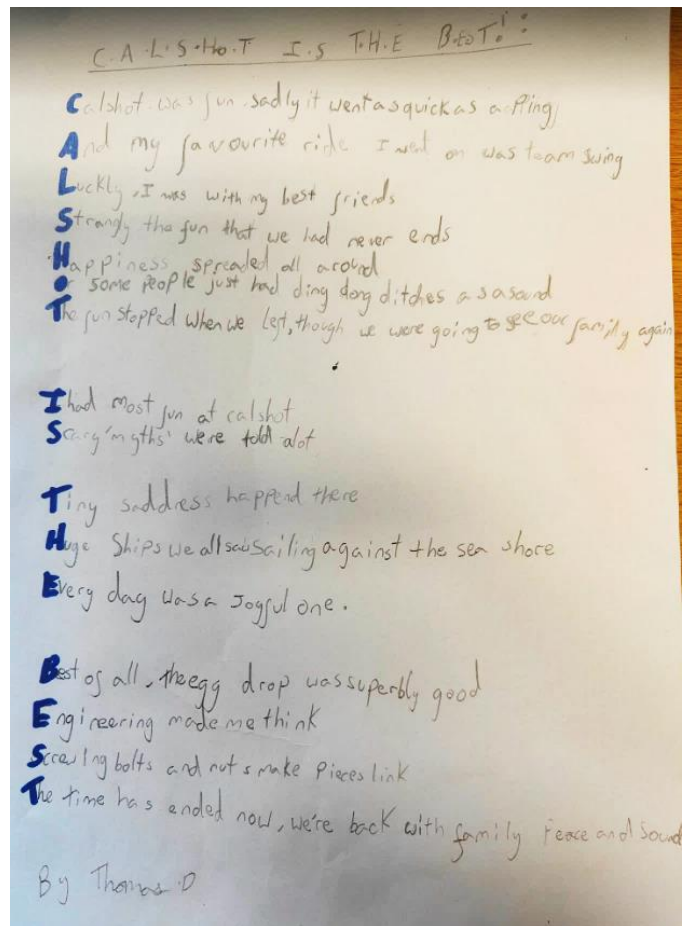 C.A.L.S.Ho.T I.S T.H.E B.es.T!!
Calshot was fun. sadly it went as quick as a Ping
And my favourite ride I went on was team swing
Luckly, I was with my best friends
Strangly the fun that we had never ends
Happiness spreaded all around
Or some people just had ding dong ditches as a sound
The fun stopped when we left, though we were going to see our family again
I had most fun at calshot
Scary 'myths' were told alot
Tiny saddress happend there
Huge Ships we all saw sailing against the sea shore
Every day was a Joyful one.
Best of all, the egg drop was superbly good
Engineering made me think
Screwing bolts and nuts make Pieces link
The time has ended now, we're back with family Peace and Sound
By Thomas.D